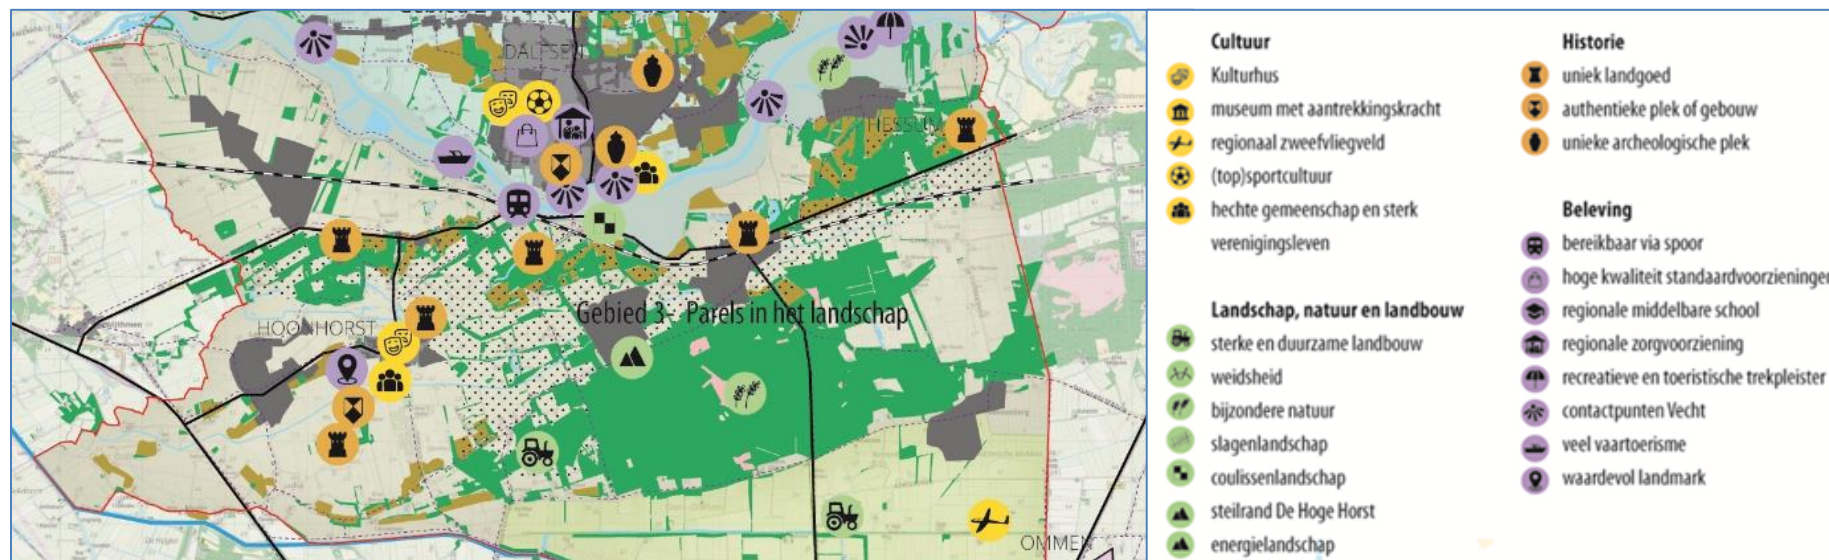 DALFSEN
HESSUM
HOONHORST
Gebied 3 - Parels in het landschap
OMMEN
Cultuur
Kulturhus
museum met aantrekkingskracht
regionaal zweefvliegveld
(top)sportcultuur
hechte gemeenschap en sterk
verenigingsleven
Landschap, natuur en landbouw
sterke en duurzame landbouw
weidsheid
bijzondere natuur
slagenlandschap
coulissenlandschap
steilrand De Hoge Horst
energielandschap
Historie
uniek landgoed
authentieke plek of gebouw
unieke archeologische plek
Beleving
bereikbaar via spoor
hoge kwaliteit standaardvoorzieningen
regionale middelbare school
regionale zorgvoorziening
recreatieve en toeristische trekpleister
contactpunten Vecht
veel vaartoerisme
waardevol landmark